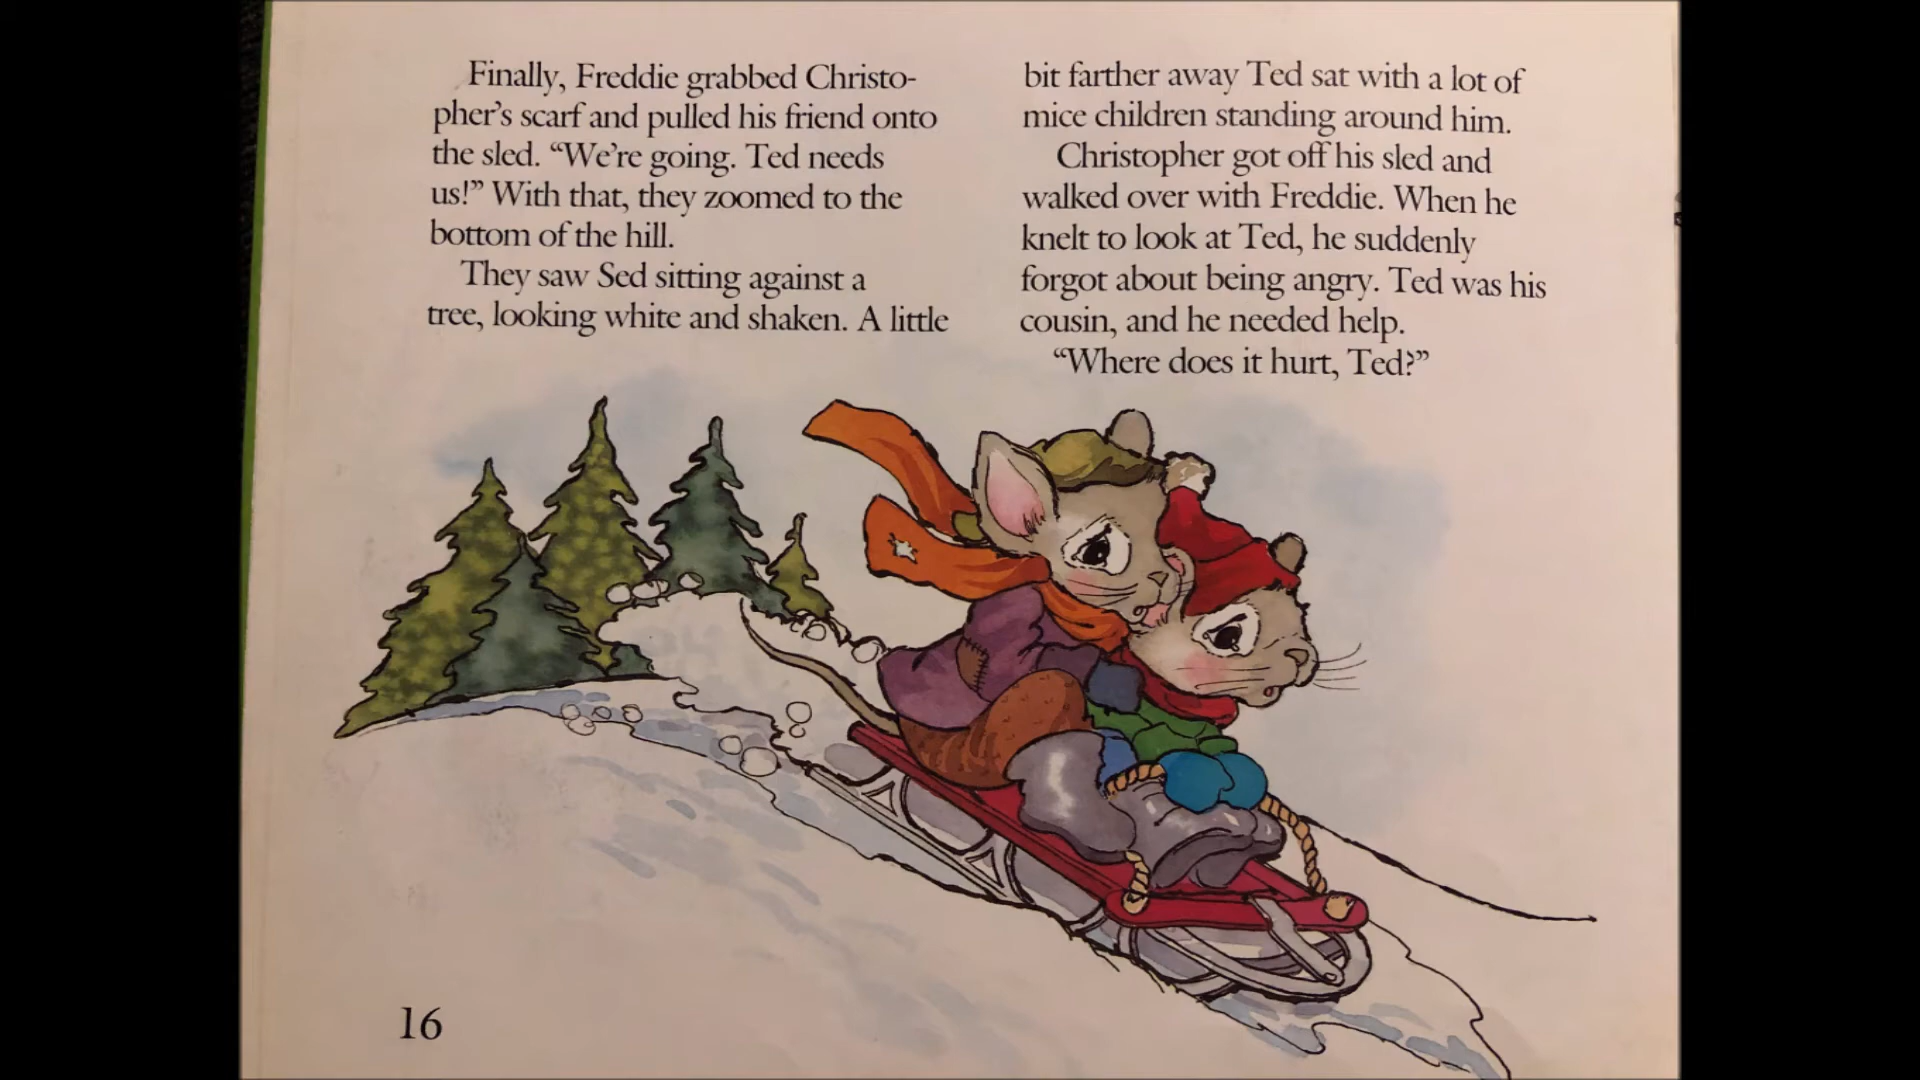 Finally, Freddie grabbed Christo-
pher's scarf and pulled his friend onto
the sled. “We're going. Ted needs
us!” With that, they zoomed to the
bottom of the hill.
They saw Sed sitting against a
tree, looking white and shaken. A little
bit farther away Ted sat with a lot of
mice children standing around him.
Christopher got off his sled and
walked over with Freddie. When he
knelt to look at Ted, he suddenly
forgot about being angry. Ted was his
cousin, and he needed help.
“Where does it hurt, Ted?”
16